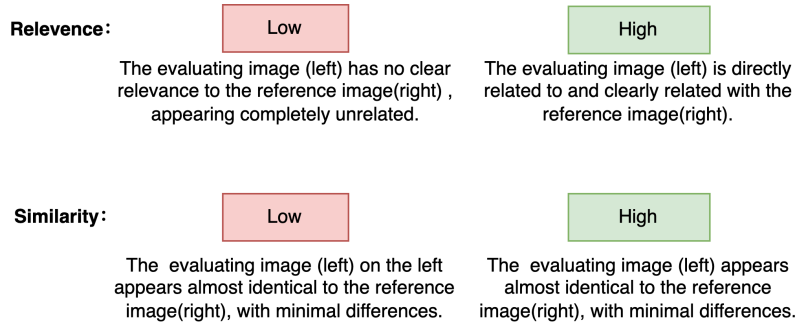 Relevence: Low High
The evaluating image (left) has no clear
relevance to the reference image(right) ,
appearing completely unrelated.
The evaluating image (left) is directly
related to and clearly related with the
reference image(right).
Similarity: Low High
The  evaluating image (left) on the left
appears almost identical to the reference
image(right), with minimal differences.
The  evaluating image (left) appears
almost identical to the reference
image(right), with minimal differences.